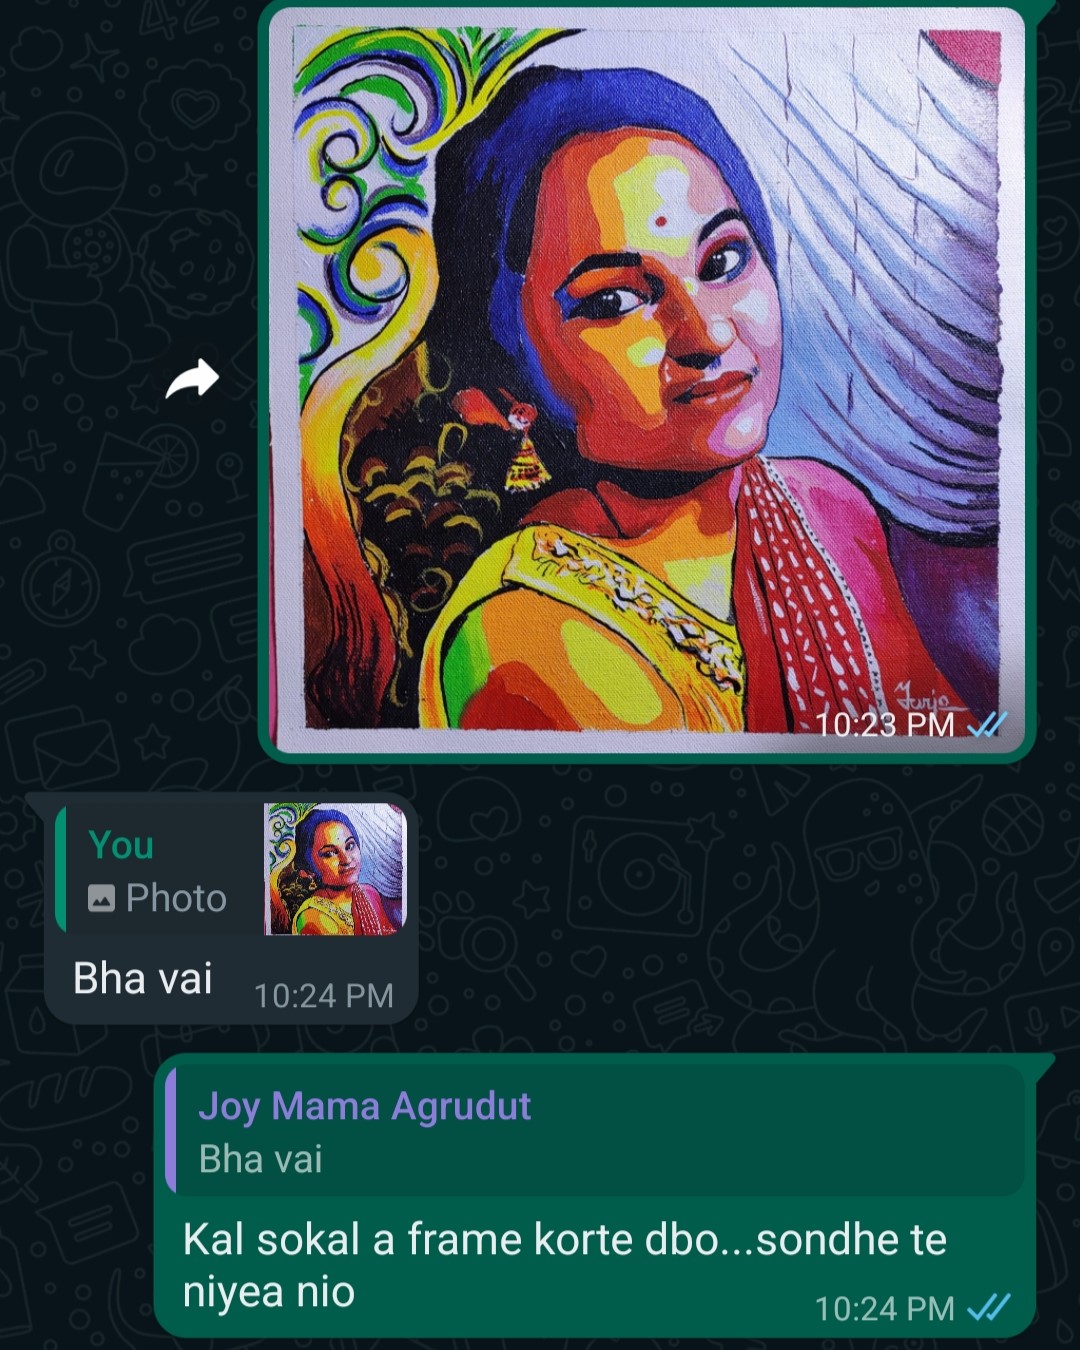 Turjo
10:23 PM
You
Photo
Bha vai
10:24 PM
Joy Mama Agrudut
Bha vai
Kal sokal a frame korte dbo...sondhe te
niyea nio
10:24 PM